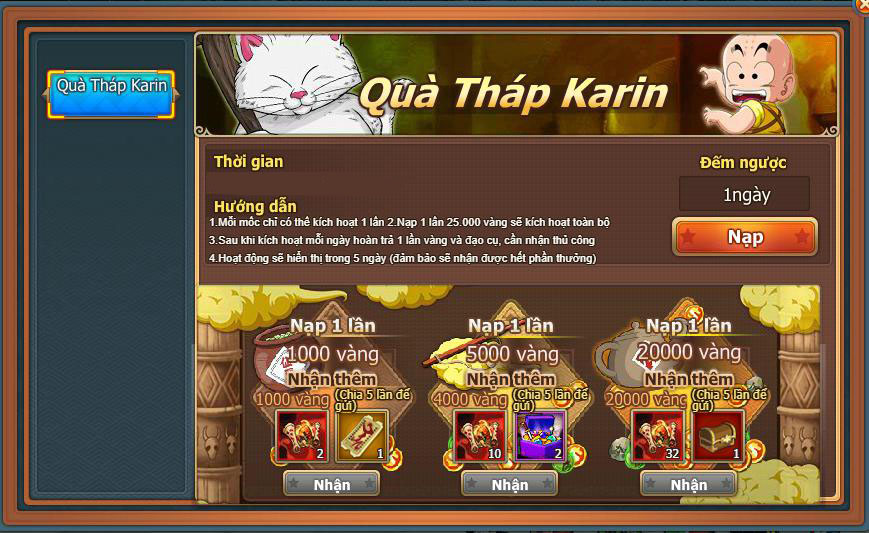 Quà Tháp Karin
Quà Tháp Karin
Thời gian
Đếm ngược
1ngày
Nạp
Hướng dẫn
1.Mỗi mốc chỉ có thể kích hoạt 1 lần 2.Nạp 1 lần 25.000 vàng sẽ kích hoạt toàn bộ
3.Sau khi kích hoạt mỗi ngày hoàn trả 1 lần vàng và đạo cụ, cần nhận thủ công
4.Hoạt động sẽ hiển thị trong 5 ngày (đảm bảo sẽ nhận được hết phần thưởng)
Nạp 1 lần
1000 vàng
Nhận thêm
1000 vàng
(Chia 5 lần để
gửi)
2
1
Nhận
Nạp 1 lần
5000 vàng
Nhận thêm
4000 vàng
(Chia 5 lần để
gửi)
10
2
Nhận
Nạp 1 lần
20000 vàng
Nhận thêm
20000 vàng
(Chia 5 lần để
gửi)
32
1
Nhận